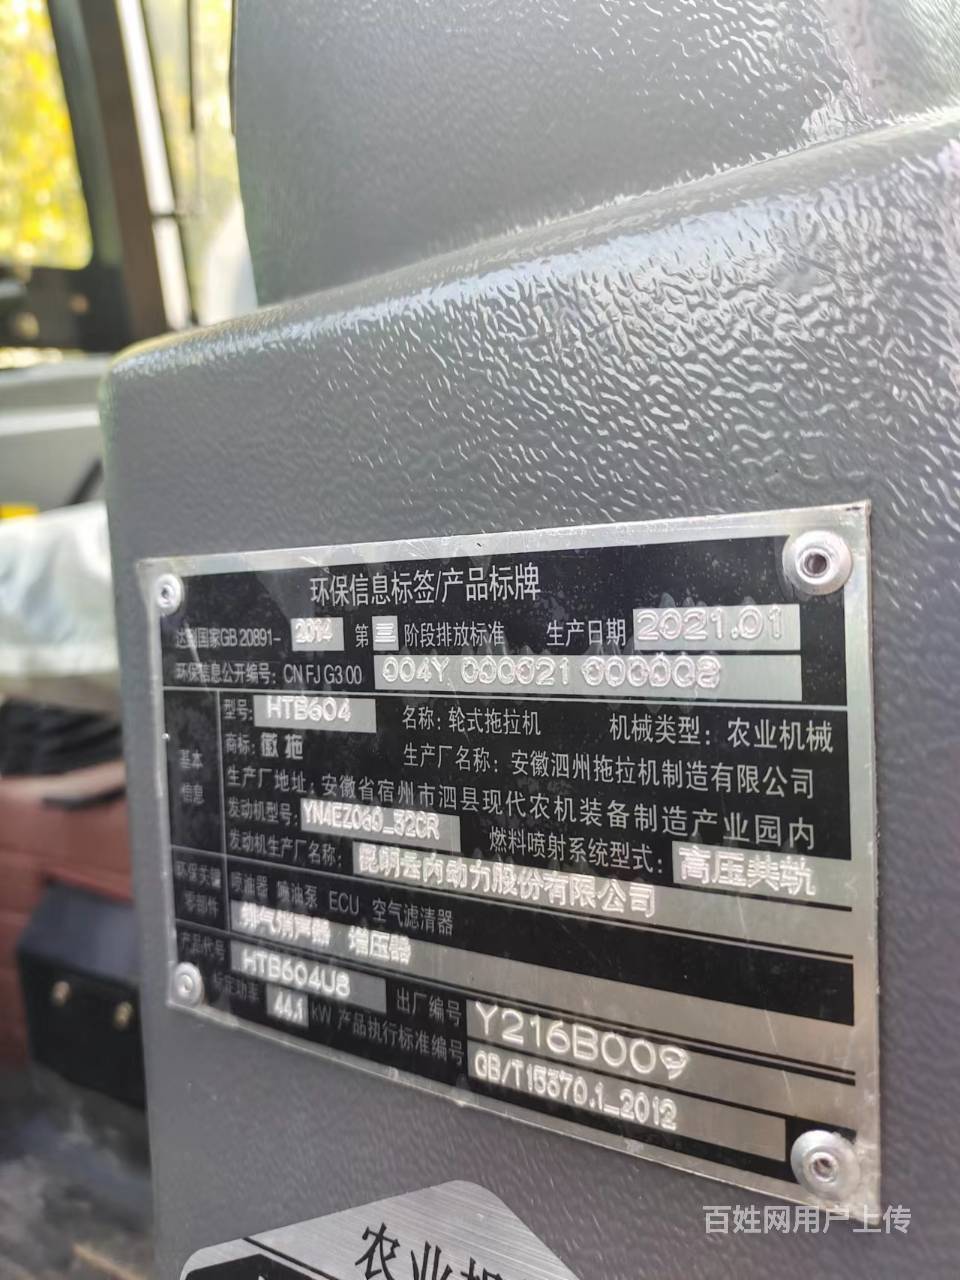 环保信息标签/产品标牌
达到国家GB 20891-2014 第三阶段排放标准 生产日期 2021.01
环保信息公开编号: CN FJ G3 00 004Y 000021 000008
基本信息
型号: HTB604 名称: 轮式拖拉机 机械类型: 农业机械
商标: 徽拖 生产厂名称: 安徽泗州拖拉机制造有限公司
生产厂地址: 安徽省宿州市泗县现代农机装备制造产业园内
发动机型号: YN4EZ060_32CR 燃料喷射系统型式: 高压共轨
发动机生产厂名称: 昆明云内动力股份有限公司
环保关键零部件
喷油器 喷油泵 ECU 空气滤清器
排气消声器 增压器
产品代号 HTB604U8 出厂编号 Y216B009
标定功率 44.1 kW 产品执行标准编号 GB/T15370.1_2012
农业机
百姓网用户上传